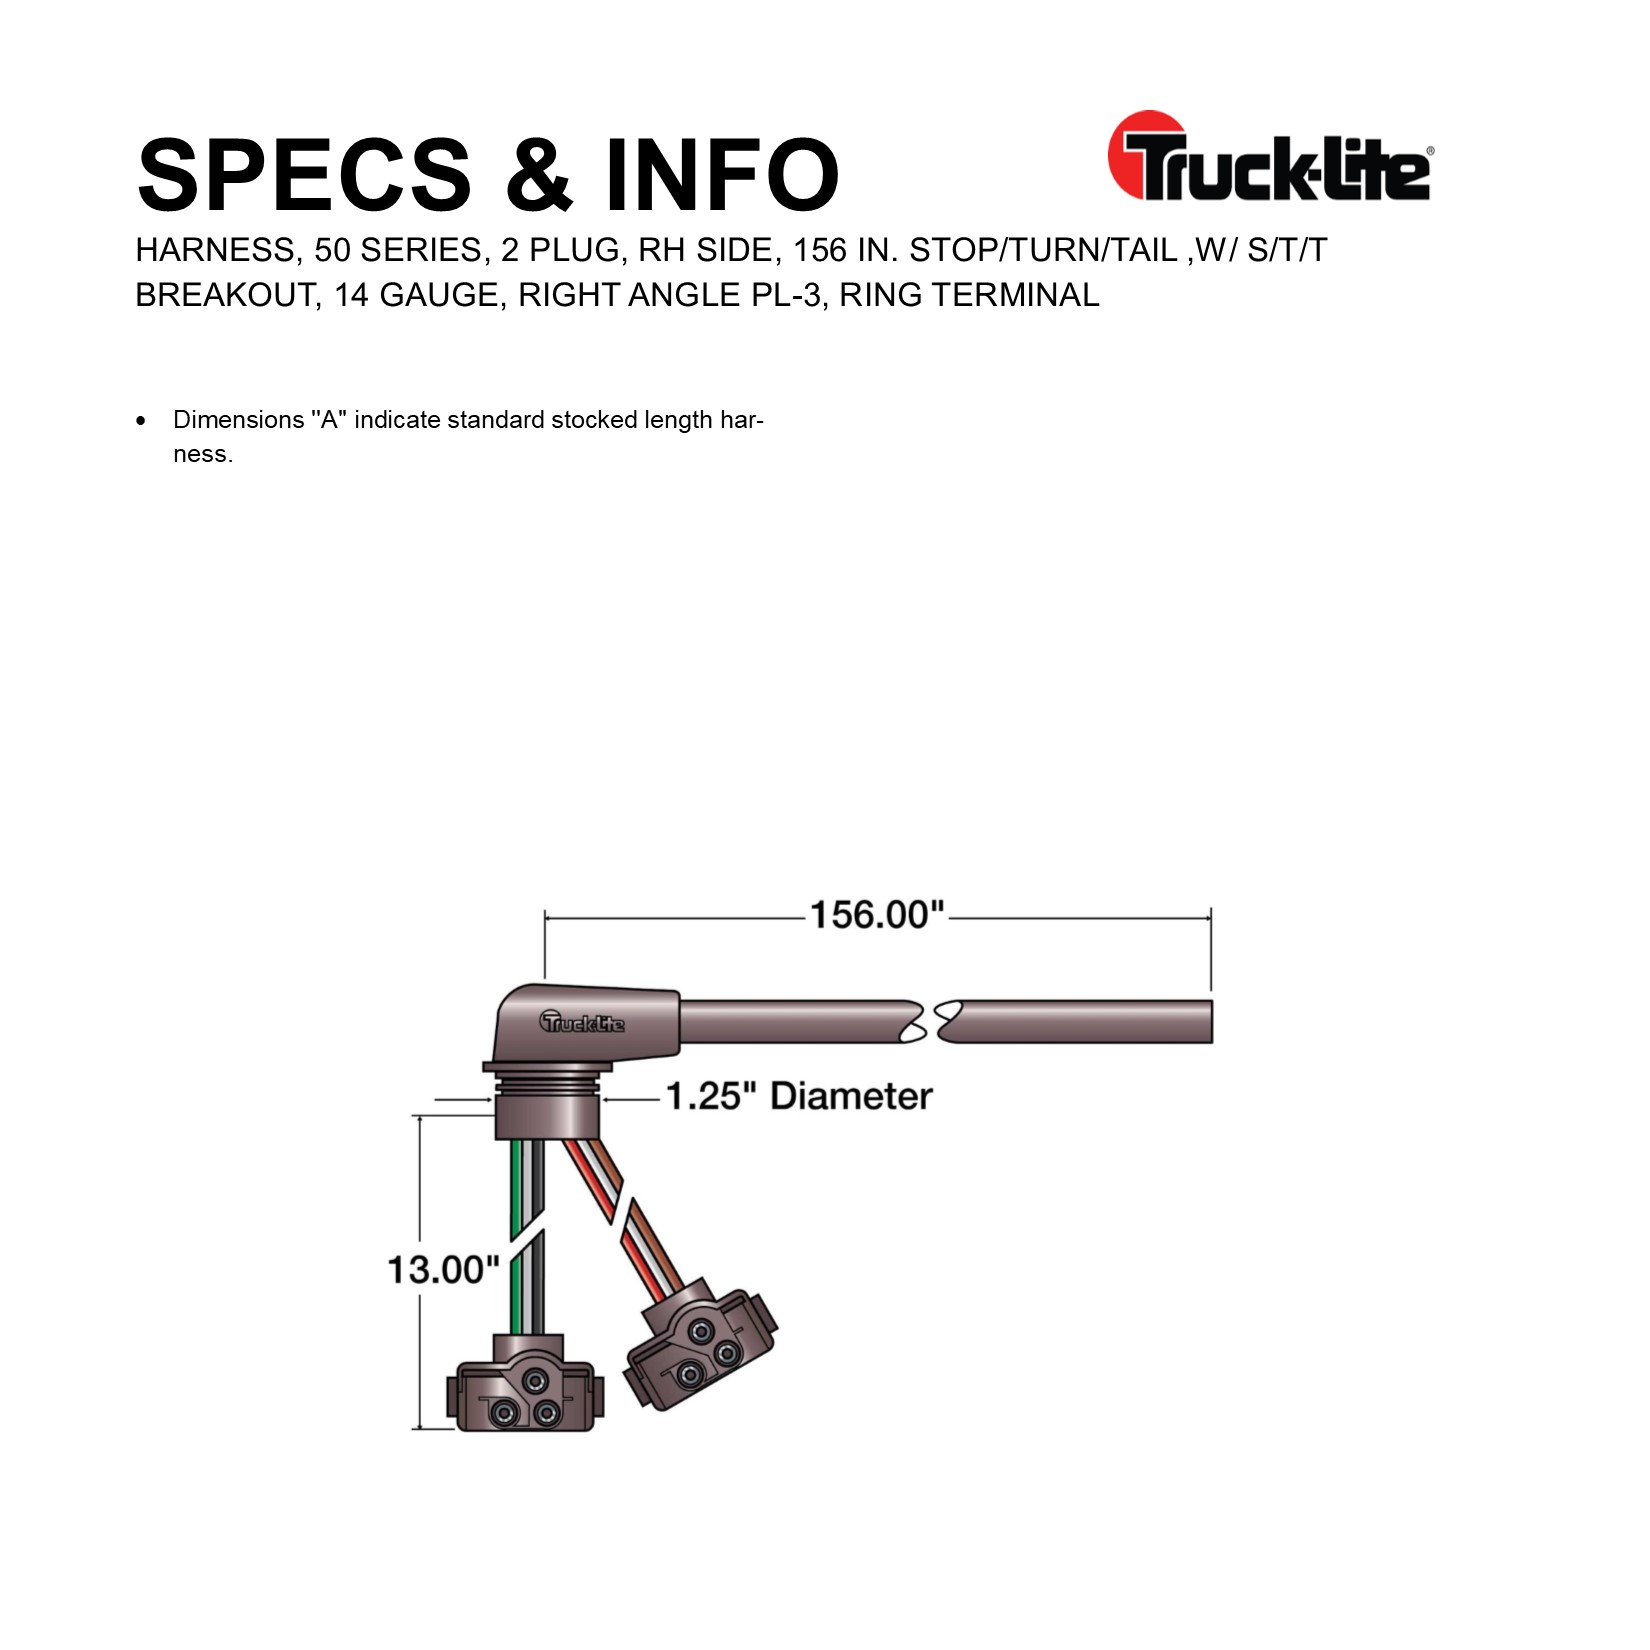 SPECS & INFO
Truck-Lite®
HARNESS, 50 SERIES, 2 PLUG, RH SIDE, 156 IN. STOP/TURN/TAIL ,W/ S/T/T
BREAKOUT, 14 GAUGE, RIGHT ANGLE PL-3, RING TERMINAL
• Dimensions "A" indicate standard stocked length har-
ness.
156.00"
Truck-Lite
1.25" Diameter
13.00"